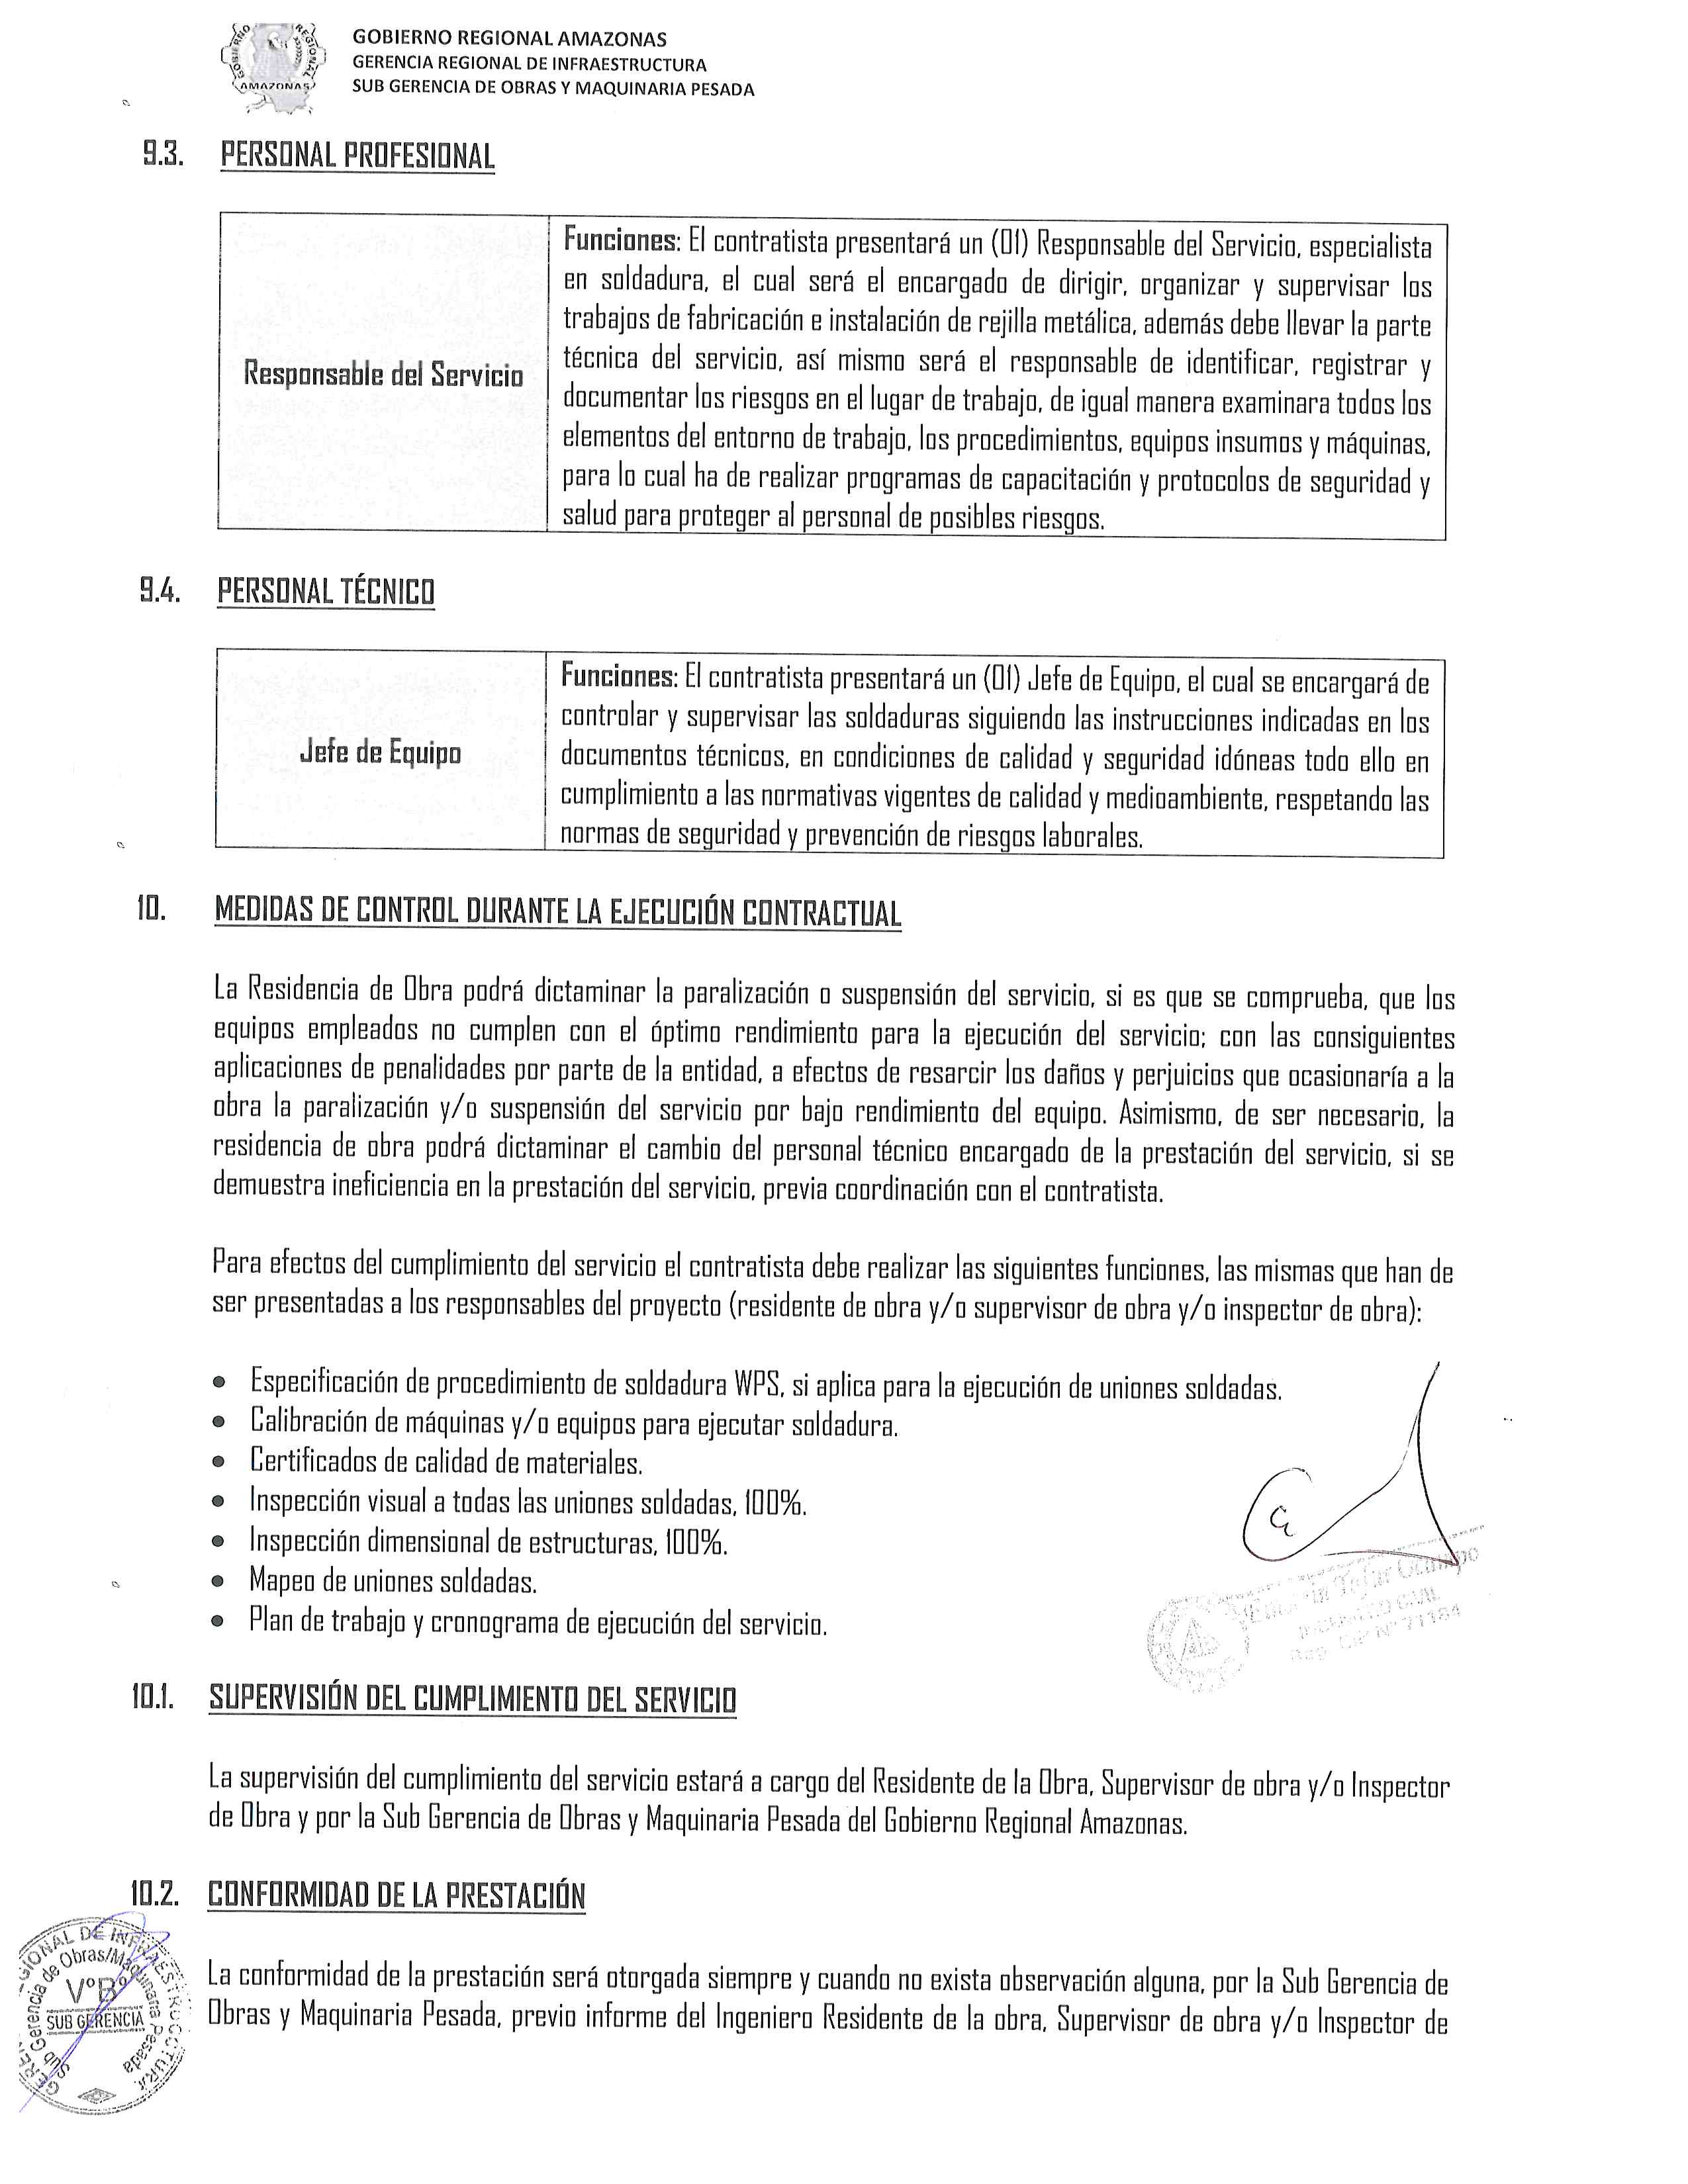 GOBIERNO REGIONAL AMAZONAS
GERENCIA REGIONAL DE INFRAESTRUCTURA
SUB GERENCIA DE OBRAS Y MAQUINARIA PESADA
GOBIERNO REGIONAL
AMAZONAS
9.3. PERSONAL PROFESIONAL
Responsable del Servicio
Funciones: El contratista presentará un (01) Responsable del Servicio, especialista
en soldadura, el cual será el encargado de dirigir, organizar y supervisar los
trabajos de fabricación e instalación de rejilla metálica, además debe llevar la parte
técnica del servicio, así mismo será el responsable de identificar, registrar y
documentar los riesgos en el lugar de trabajo, de igual manera examinara todos los
elementos del entorno de trabajo, los procedimientos, equipos insumos y máquinas,
para lo cual ha de realizar programas de capacitación y protocolos de seguridad y
salud para proteger al personal de posibles riesgos.
9.4. PERSONAL TÉCNICO
Jefe de Equipo
Funciones: El contratista presentará un (01) Jefe de Equipo, el cual se encargará de
controlar y supervisar las soldaduras siguiendo las instrucciones indicadas en los
documentos técnicos, en condiciones de calidad y seguridad idóneas todo ello en
cumplimiento a las normativas vigentes de calidad y medioambiente, respetando las
normas de seguridad y prevención de riesgos laborales.
10. MEDIDAS DE CONTROL DURANTE LA EJECUCIÓN CONTRACTUAL
La Residencia de Obra podrá dictaminar la paralización o suspensión del servicio, si es que se comprueba, que los
equipos empleados no cumplen con el óptimo rendimiento para la ejecución del servicio; con las consiguientes
aplicaciones de penalidades por parte de la entidad, a efectos de resarcir los daños y perjuicios que ocasionaría a la
obra la paralización y/o suspensión del servicio por bajo rendimiento del equipo. Asimismo, de ser necesario, la
residencia de obra podrá dictaminar el cambio del personal técnico encargado de la prestación del servicio, si se
demuestra ineficiencia en la prestación del servicio, previa coordinación con el contratista.
Para efectos del cumplimiento del servicio el contratista debe realizar las siguientes funciones, las mismas que han de
ser presentadas a los responsables del proyecto (residente de obra y/o supervisor de obra y/o inspector de obra):
• Especificación de procedimiento de soldadura WPS, si aplica para la ejecución de uniones soldadas.
• Calibración de máquinas y/o equipos para ejecutar soldadura.
• Certificados de calidad de materiales.
• Inspección visual a todas las uniones soldadas, 100%.
• Inspección dimensional de estructuras, 100%.
• Mapeo de uniones soldadas.
• Plan de trabajo y cronograma de ejecución del servicio.
INGENIERO CIVIL
Reg. CIP N° 71164
10.1. SUPERVISIÓN DEL CUMPLIMIENTO DEL SERVICIO
La supervisión del cumplimiento del servicio estará a cargo del Residente de la Obra, Supervisor de obra y/o Inspector
de Obra y por la Sub Gerencia de Obras y Maquinaria Pesada del Gobierno Regional Amazonas.
10.2. CONFORMIDAD DE LA PRESTACIÓN
La conformidad de la prestación será otorgada siempre y cuando no exista observación alguna, por la Sub Gerencia de
Obras y Maquinaria Pesada, previo informe del Ingeniero Residente de la obra, Supervisor de obra y/o Inspector de
REGIONAL DE INFRAESTRUCTURA
Sub Gerencia de Obras/Maquinaria Pesada
V°B°
SUB GERENCIA